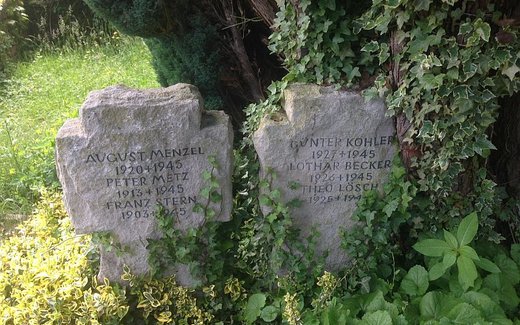 AUGUST MENZEL
1920+1945
PETER METZ
+1945
FRANZ STERN
1903+1945
GÜNTER KÖHLER
1927+1945
LOTHAR BECKER
1926+1945
THEO LÖSCH